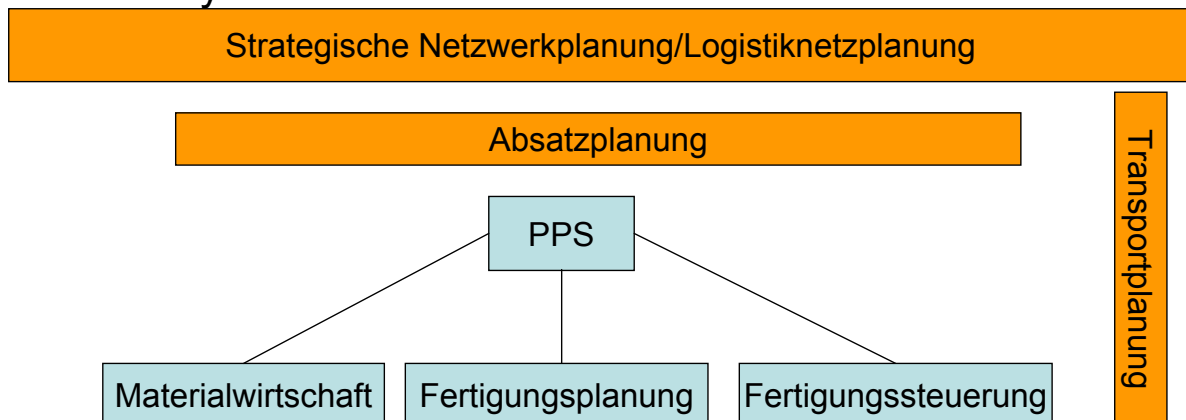 Strategische Netzwerkplanung/Logistiknetzplanung
Absatzplanung
Transportplanung
PPS
Materialwirtschaft
Fertigungsplanung
Fertigungssteuerung